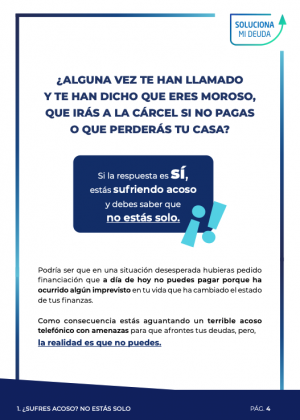 SOLUCIONA
MI DEUDA
¿ALGUNA VEZ TE HAN LLAMADO
Y TE HAN DICHO QUE ERES MOROSO,
QUE IRÁS A LA CÁRCEL SI NO PAGAS
O QUE PERDERÁS TU CASA?
Si la respuesta es sí,
estás sufriendo acoso
y debes saber que
no estás solo.
Podría ser que en una situación desesperada hubieras pedido
financiación que a día de hoy no puedes pagar porque ha
ocurrido algún imprevisto en tu vida que ha cambiado el estado
de tus finanzas.
Como consecuencia estás aguantando un terrible acoso
telefónico con amenazas para que afrontes tus deudas, pero,
la realidad es que no puedes.
1. ¿SUFRES ACOSO? NO ESTÁS SOLO
PÁG. 4